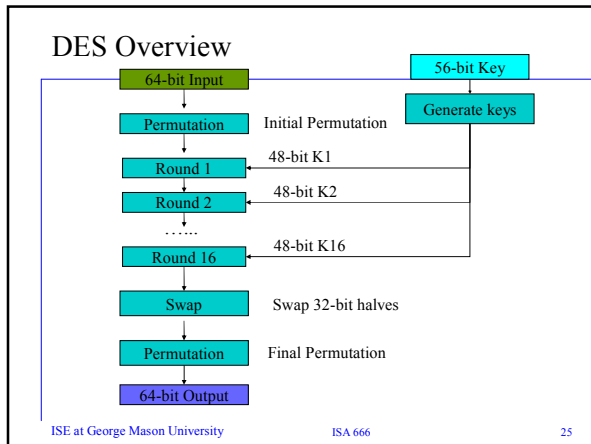 DES Overview
56-bit Key
64-bit Input
Generate keys
Permutation Initial Permutation
48-bit K1
Round 1
48-bit K2
Round 2
…...
48-bit K16
Round 16
Swap Swap 32-bit halves
Permutation Final Permutation
64-bit Output
ISE at George Mason University ISA 666 25